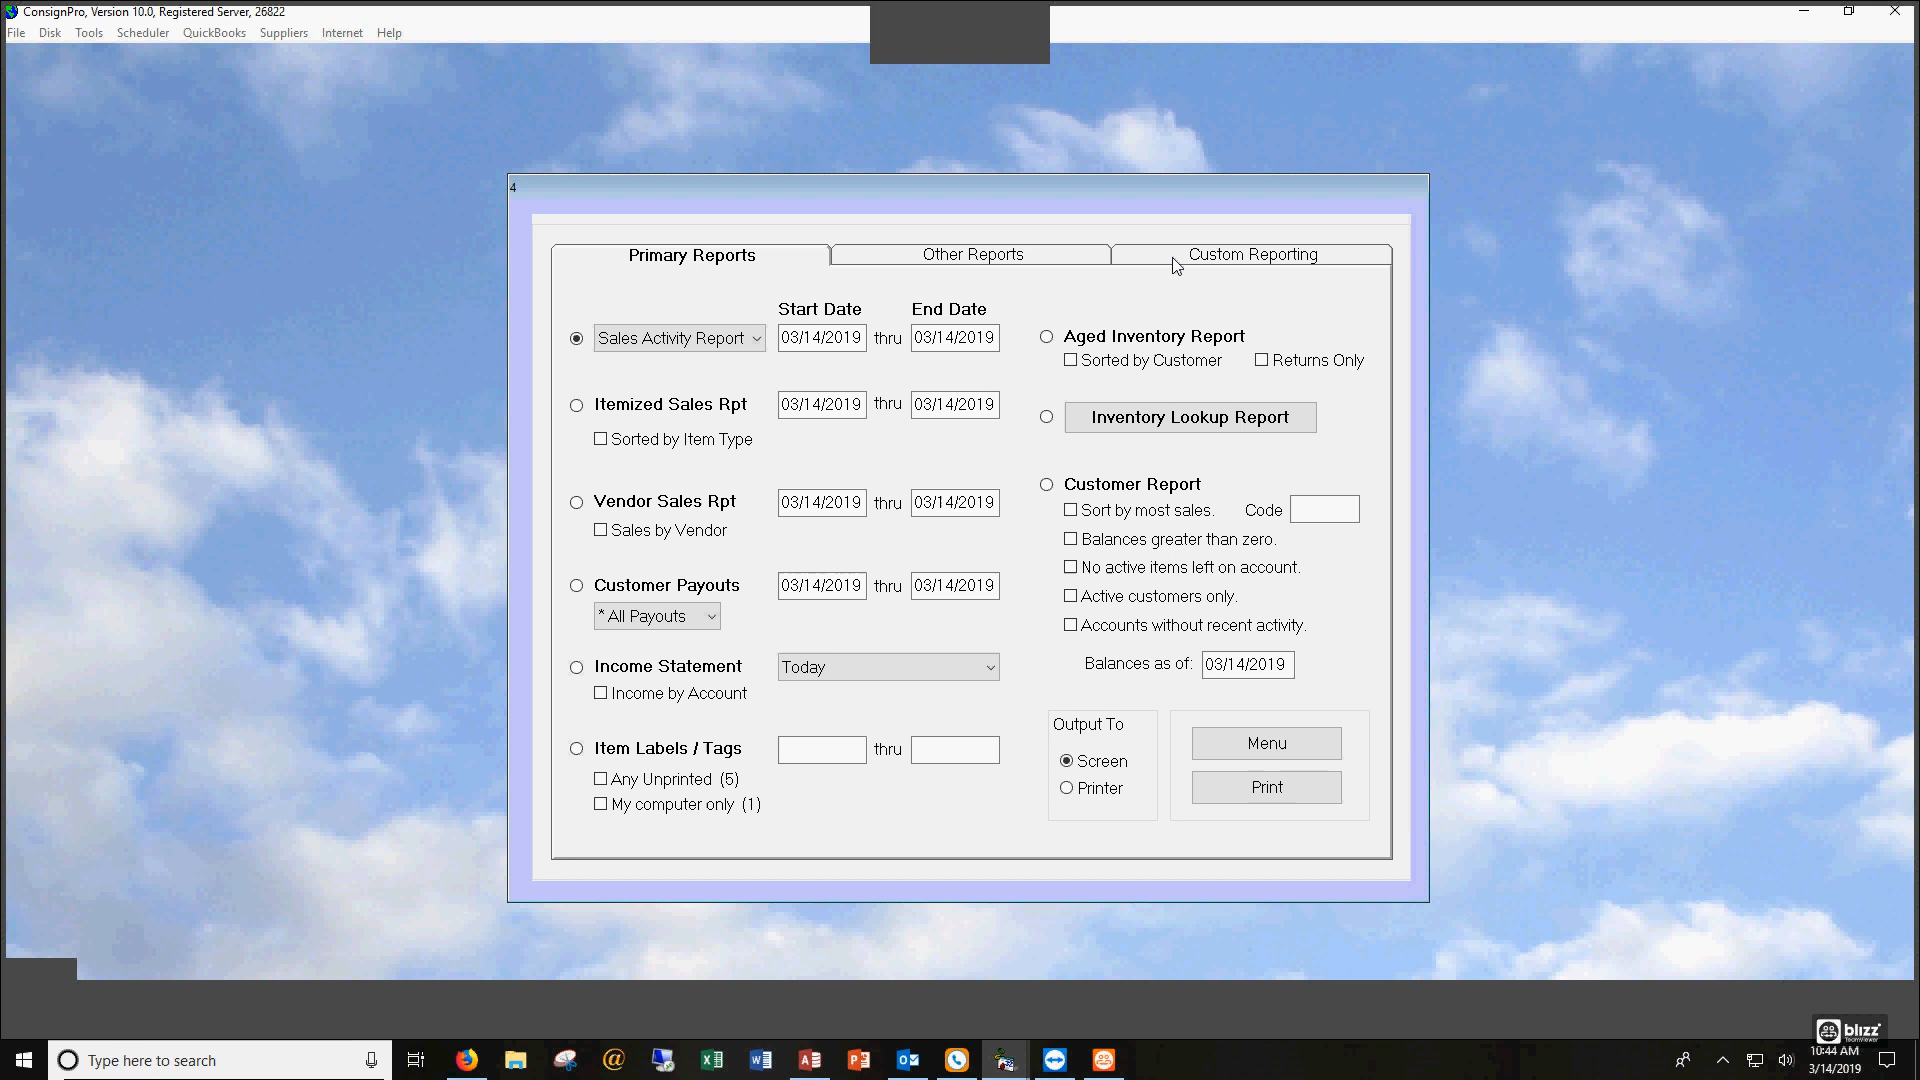 ConsignPro, Version 10.0, Registered Server, 26822
File Disk Tools Scheduler QuickBooks Suppliers Internet Help
4
Primary Reports Other Reports Custom Reporting
Start Date End Date
Sales Activity Report 03/14/2019 thru 03/14/2019
Itemized Sales Rpt 03/14/2019 thru 03/14/2019
Sorted by Item Type
Vendor Sales Rpt 03/14/2019 thru 03/14/2019
Sales by Vendor
Customer Payouts 03/14/2019 thru 03/14/2019
* All Payouts
Income Statement Today
Income by Account
Item Labels / Tags thru
Any Unprinted (5)
My computer only (1)
Aged Inventory Report
Sorted by Customer Returns Only
Inventory Lookup Report
Customer Report
Sort by most sales. Code
Balances greater than zero.
No active items left on account.
Active customers only.
Accounts without recent activity.
Balances as of: 03/14/2019
Output To
Screen
Printer
Menu
Print
blizz
TeamViewer
Type here to search
10:44 AM
3/14/2019